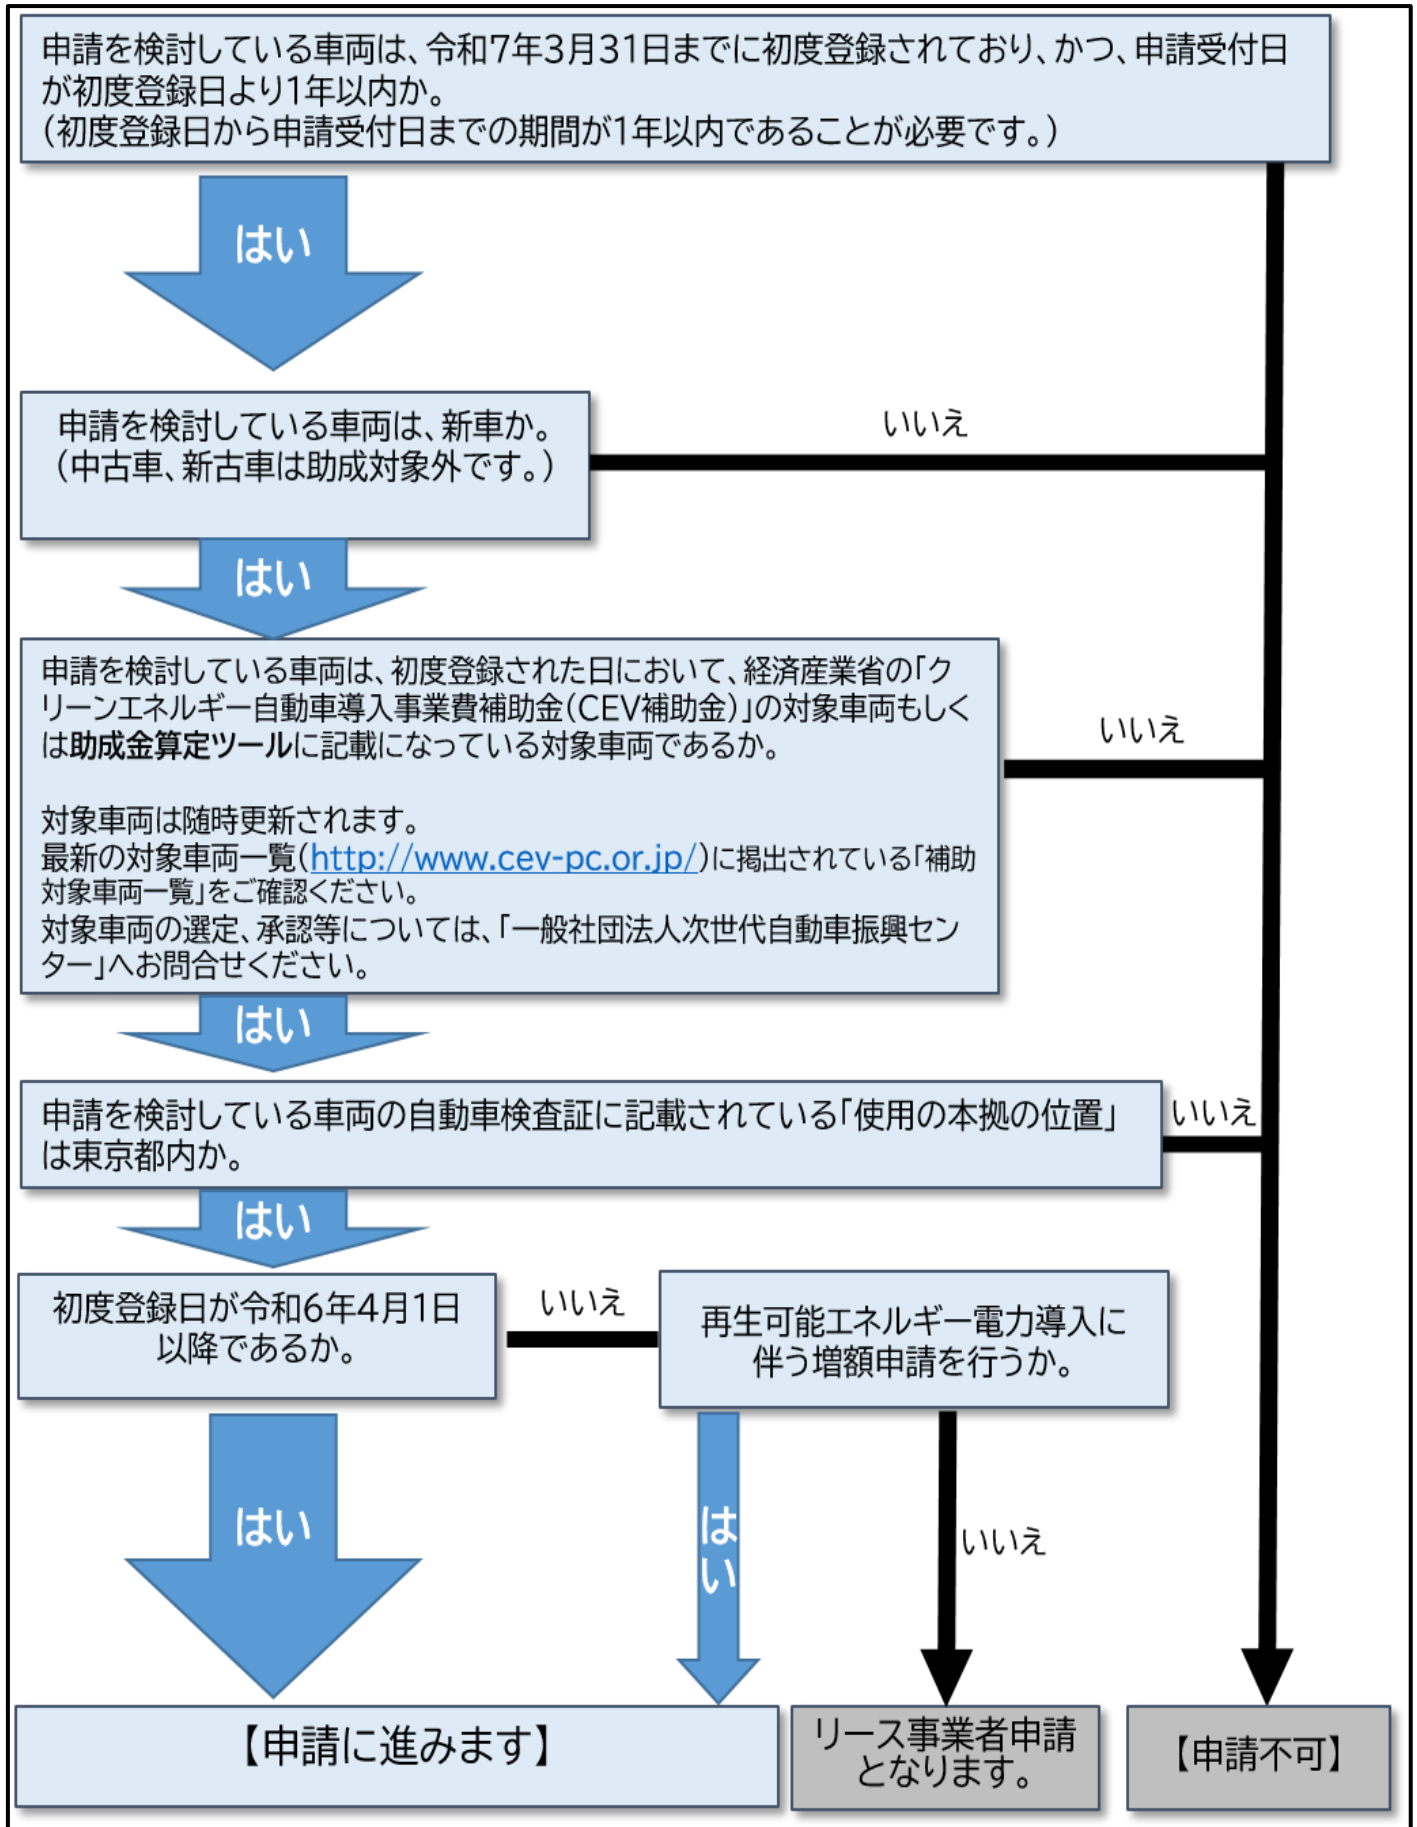 申請を検討している車両は、令和7年3月31日までに初度登録されており、かつ、申請受付日
が初度登録日より1年以内か。
（初度登録日から申請受付日までの期間が1年以内であることが必要です。）
はい
申請を検討している車両は、新車か。
（中古車、新古車は助成対象外です。）
いいえ
はい
申請を検討している車両は、初度登録された日において、経済産業省の「ク
リーンエネルギー自動車導入事業費補助金（CEV補助金）」の対象車両もしく
は助成金算定ツールに記載になっている対象車両であるか。
対象車両は随時更新されます。
最新の対象車両一覧（http://www.cev-pc.or.jp/）に掲出されている「補助
対象車両一覧」をご確認ください。
対象車両の選定、承認等については、「一般社団法人次世代自動車振興セン
ター」へお問合せください。
いいえ
はい
申請を検討している車両の自動車検査証に記載されている「使用の本拠の位置」
は東京都内か。
いいえ
はい
初度登録日が令和6年4月1日
以降であるか。
いいえ
再生可能エネルギー電力導入に
伴う増額申請を行うか。
はい
はい
いいえ
【申請に進みます】
リース事業者申請
となります。
【申請不可】